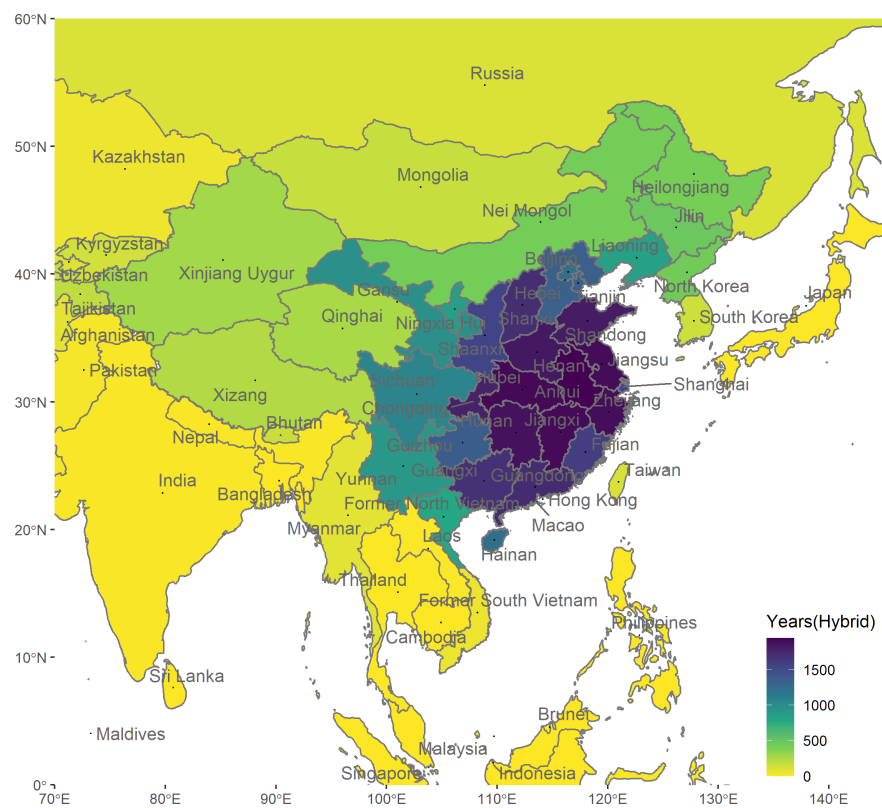 60°N
Russia
50°N
Kazakhstan
Mongolia
Heilongjiang
Nei Mongol
Jilin
Kyrgyzstan
Liaoning
Beijing
40°N
Uzbekistan
Xinjiang Uygur
Gansu
Hebei
Tianjin
North Korea
Japan
Tajikistan
Qinghai
Ningxia Hui
Shanxi
South Korea
Afghanistan
Shandong
Shaanxi
Henan
Jiangsu
Pakistan
Sichuan
Hubei
Shanghai
Xizang
Anhui
Zhejiang
30°N
Chongqing
Bhutan
Hunan
Jiangxi
Nepal
Guizhou
Fujian
India
Yunnan
Guangxi
Guangdong
Taiwan
Bangladesh
Former North Vietnam
Hong Kong
20°N
Myanmar
Laos
Macao
Hainan
Thailand
Former South Vietnam
Philippines
Cambodja
10°N
Sri Lanka
Brunei
Maldives
Malaysia
Singapore
Indonesia
0°
70°E
80°E
90°E
100°E
110°E
120°E
130°E
140°E
Years(Hybrid)
1500
1000
500
0